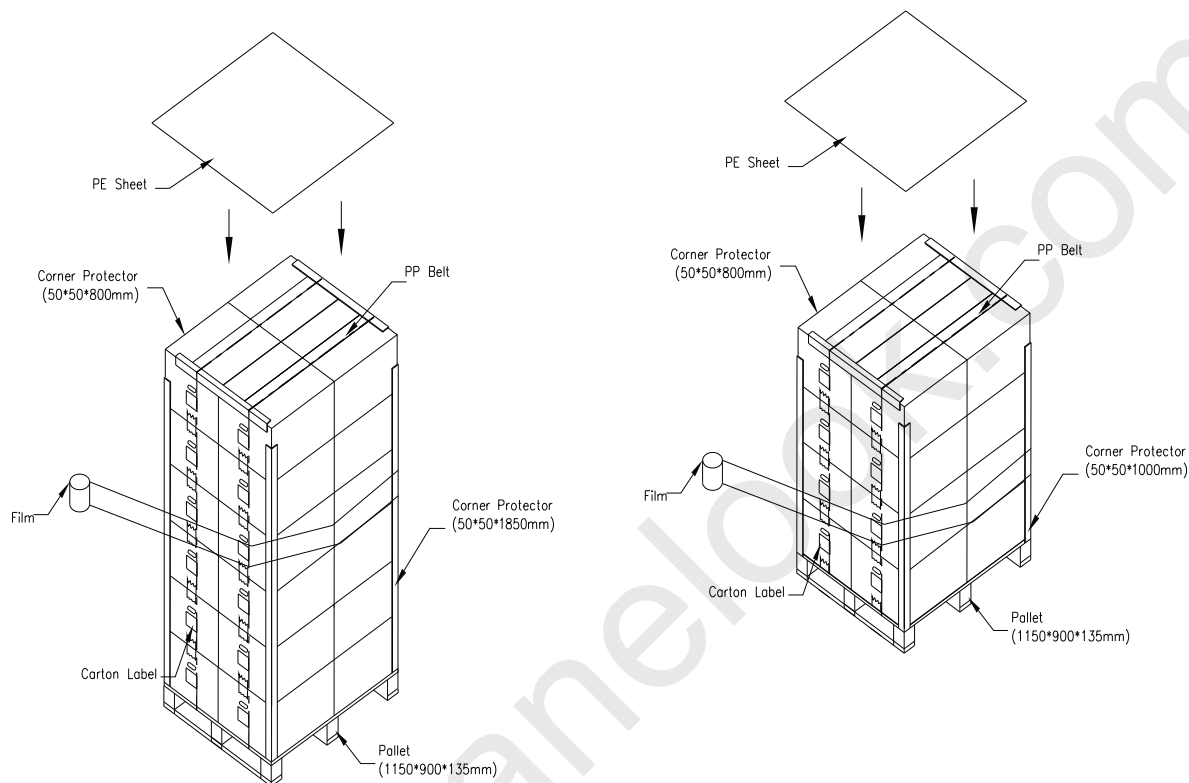 PE Sheet
Corner Protector
(50*50*800mm)
PP Belt
Film
Corner Protector
(50*50*1850mm)
Carton Label
Pallet
(1150*900*135mm)
PE Sheet
Corner Protector
(50*50*800mm)
PP Belt
Film
Corner Protector
(50*50*1000mm)
Carton Label
Pallet
(1150*900*135mm)
anelook.com